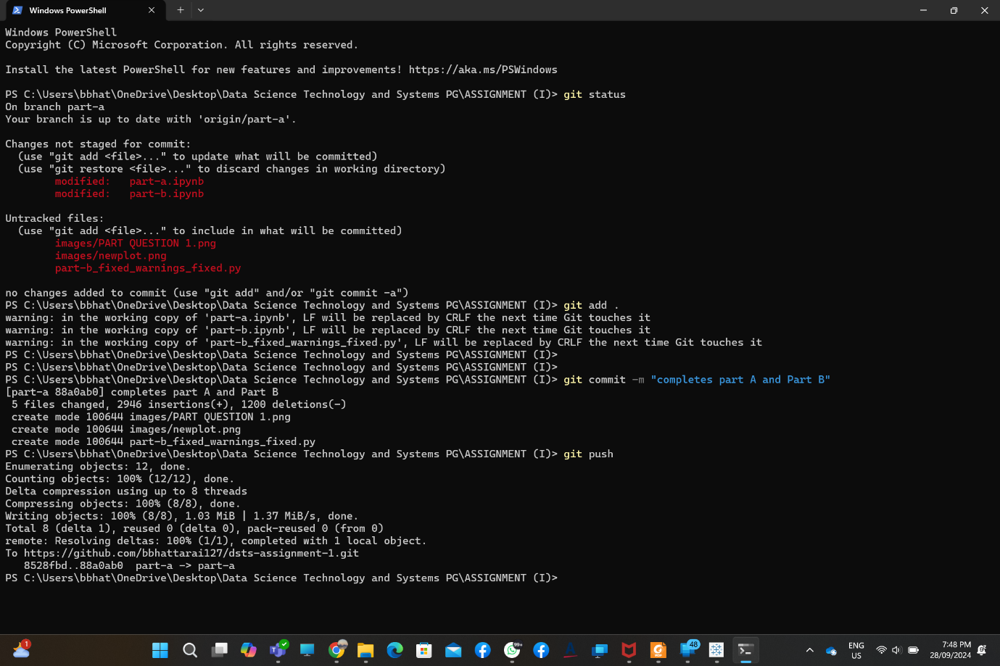 Windows PowerShell
Windows PowerShell
Copyright (C) Microsoft Corporation. All rights reserved.
Install the latest PowerShell for new features and improvements! https://aka.ms/PSWindows
PS C:\Users\bbhat\OneDrive\Desktop\Data Science Technology and Systems PG\ASSIGNMENT (I)> git status
On branch part-a
Your branch is up to date with 'origin/part-a'.
Changes not staged for commit:
(use "git add <file>..." to update what will be committed)
(use "git restore <file>..." to discard changes in working directory)
modified: part-a.ipynb
modified: part-b.ipynb
Untracked files:
(use "git add <file>..." to include in what will be committed)
images/PART QUESTION 1.png
images/newplot.png
part-b_fixed_warnings_fixed.py
no changes added to commit (use "git add" and/or "git commit -a")
PS C:\Users\bbhat\OneDrive\Desktop\Data Science Technology and Systems PG\ASSIGNMENT (I)> git add .
warning: in the working copy of 'part-a.ipynb', LF will be replaced by CRLF the next time Git touches it
warning: in the working copy of 'part-b.ipynb', LF will be replaced by CRLF the next time Git touches it
warning: in the working copy of 'part-b_fixed_warnings_fixed.py', LF will be replaced by CRLF the next time Git touches it
PS C:\Users\bbhat\OneDrive\Desktop\Data Science Technology and Systems PG\ASSIGNMENT (I)>
PS C:\Users\bbhat\OneDrive\Desktop\Data Science Technology and Systems PG\ASSIGNMENT (I)>
PS C:\Users\bbhat\OneDrive\Desktop\Data Science Technology and Systems PG\ASSIGNMENT (I)> git commit -m "completes part A and Part B"
[part-a 88a0ab0] completes part A and Part B
5 files changed, 2946 insertions(+), 1200 deletions(-)
create mode 100644 images/PART QUESTION 1.png
create mode 100644 images/newplot.png
create mode 100644 part-b_fixed_warnings_fixed.py
PS C:\Users\bbhat\OneDrive\Desktop\Data Science Technology and Systems PG\ASSIGNMENT (I)> git push
Enumerating objects: 12, done.
Counting objects: 100% (12/12), done.
Delta compression using up to 8 threads
Compressing objects: 100% (8/8), done.
Writing objects: 100% (8/8), 1.03 MiB | 1.37 MiB/s, done.
Total 8 (delta 1), reused 0 (delta 0), pack-reused 0 (from 0)
remote: Resolving deltas: 100% (1/1), completed with 1 local object.
To https://github.com/bbhattarai127/dsts-assignment-1.git
8528fbd..88a0ab0 part-a -> part-a
PS C:\Users\bbhat\OneDrive\Desktop\Data Science Technology and Systems PG\ASSIGNMENT (I)>
1
99+
48
ENG
US
7:48 PM
28/09/2024